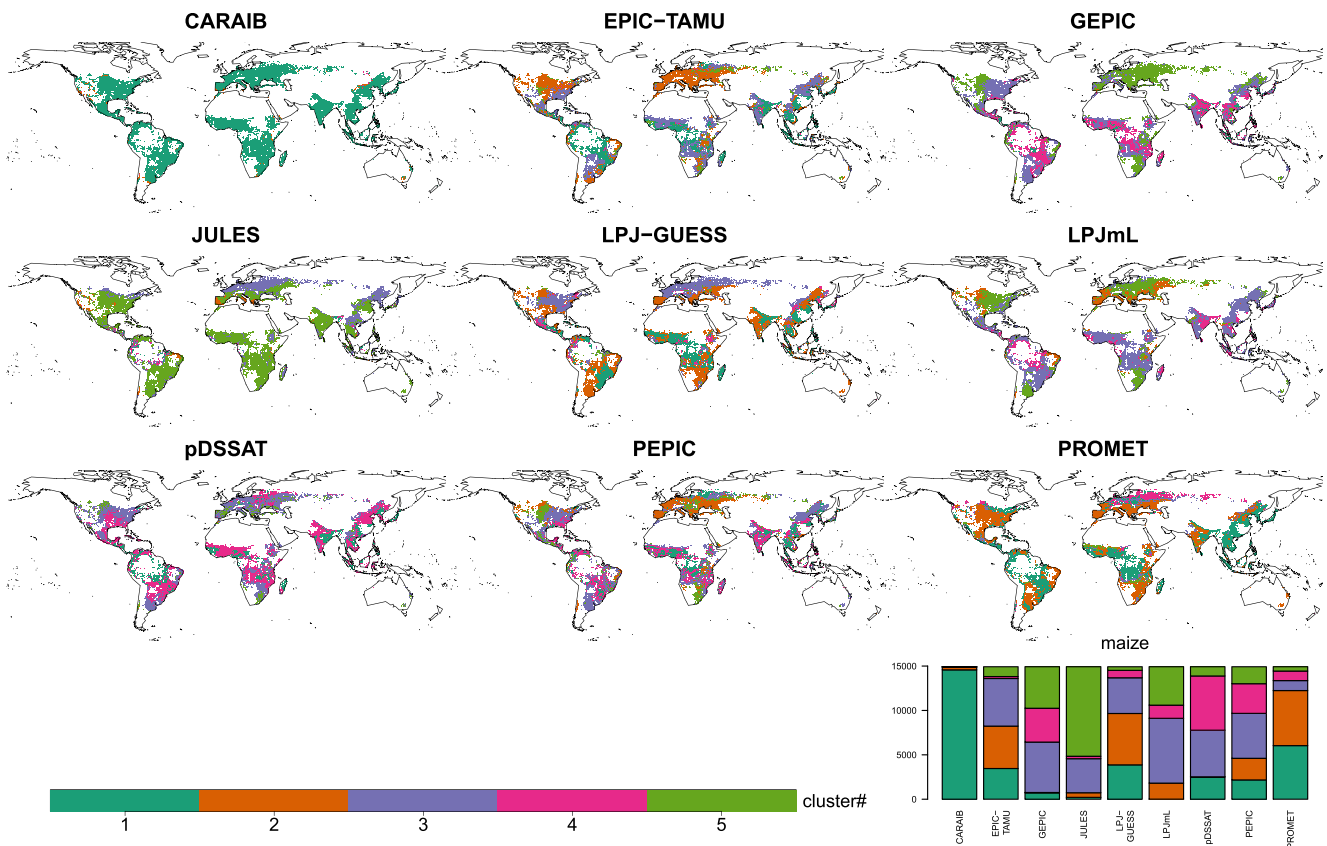 CARAIB EPIC−TAMU GEPIC
JULES LPJ−GUESS LPJmL
pDSSAT PEPIC PROMET
maize
15000
10000
5000
0
CARAIB
EPIC−
TAMU
GEPIC
JULES
LPJ−
GUESS
LPJmL
pDSSAT
PEPIC
PROMET
cluster#
1 2 3 4 5